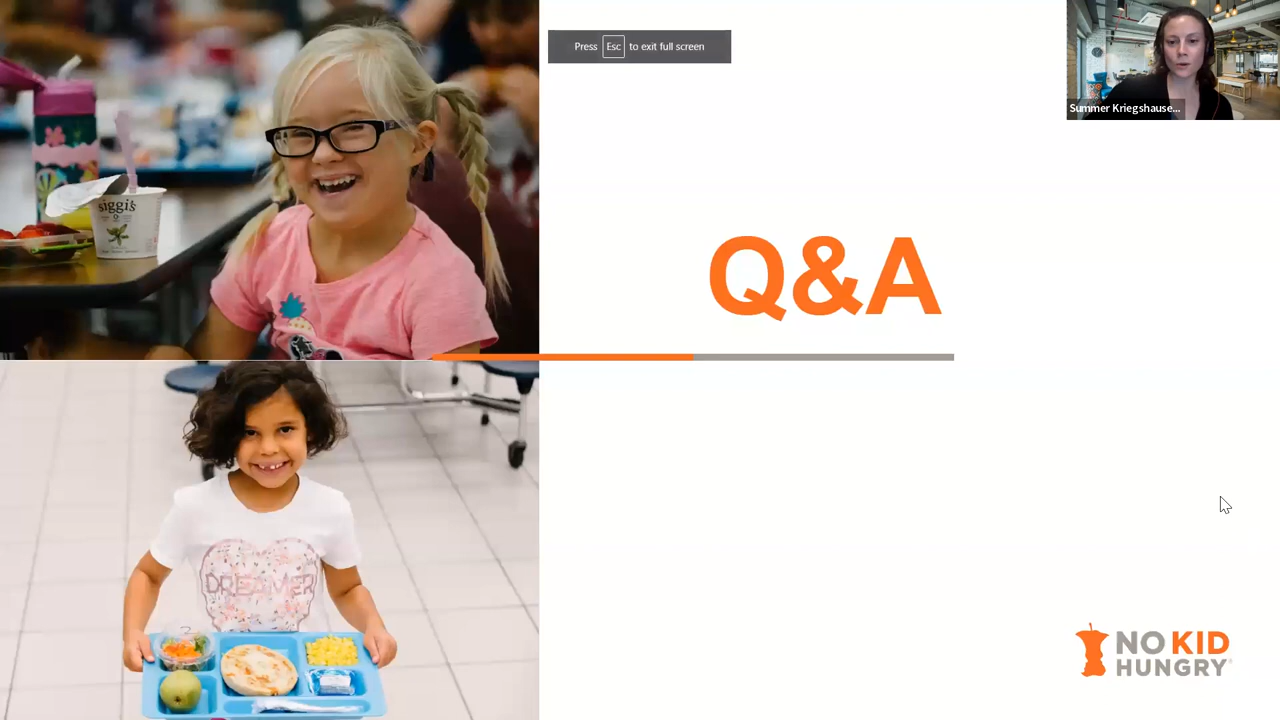 Press Esc to exit full screen
Summer Kriegshause...
siggi's
Q&A
DREAMER
NO KID
HUNGRY